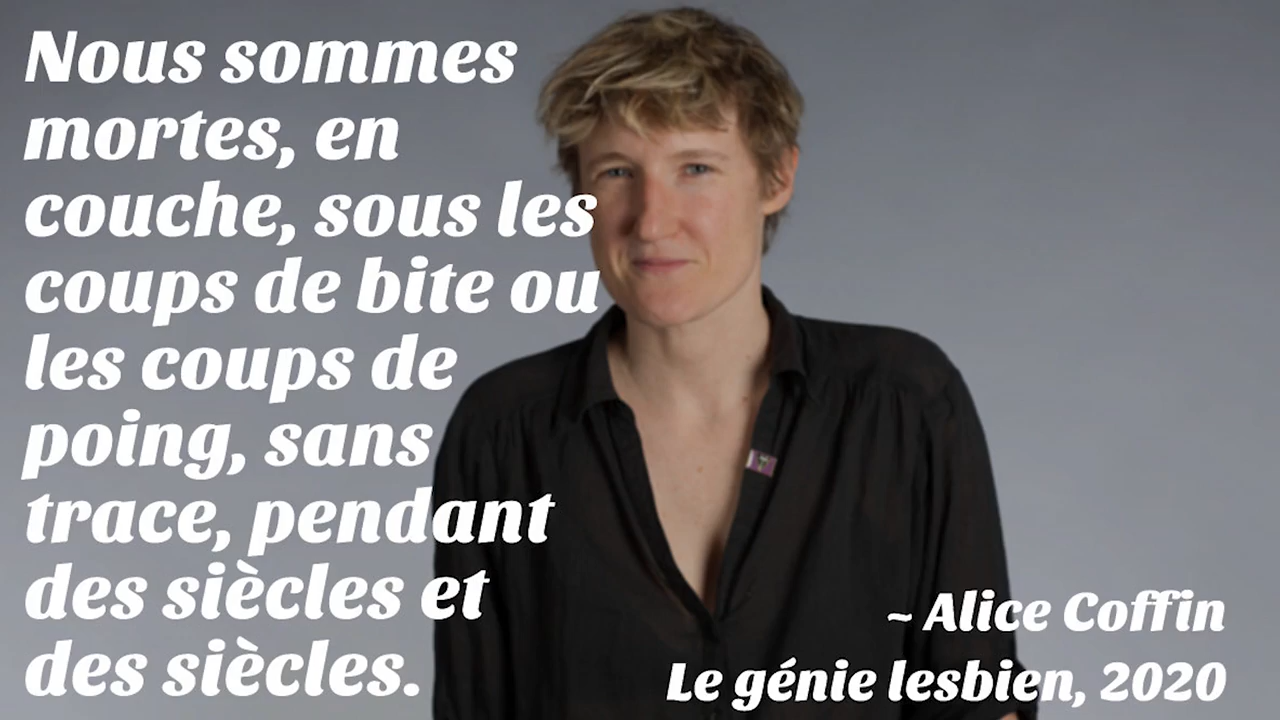 Nous sommes
mortes, en
couche, sous les
coups de bite ou
les coups de
poing, sans
trace, pendant
des siècles et
des siècles.
~ Alice Coffin
Le génie lesbien, 2020